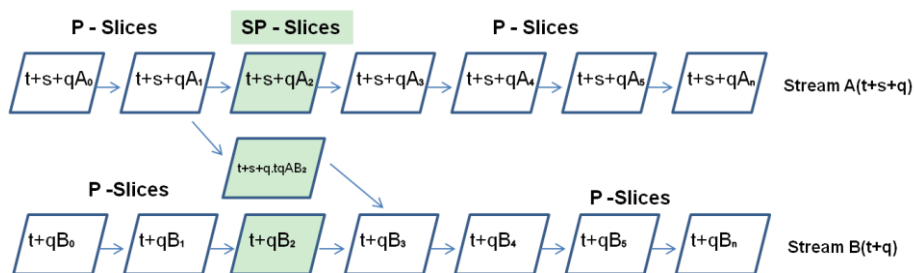 P - Slices SP - Slices P - Slices
t+s+qA₀ t+s+qA₁ t+s+qA₂ t+s+qA₃ t+s+qA₄ t+s+qA₅ t+s+qAₙ Stream A(t+s+q)
t+s+q.tqAB₂
P -Slices P -Slices
t+qB₀ t+qB₁ t+qB₂ t+qB₃ t+qB₄ t+qB₅ t+qBₙ Stream B(t+q)